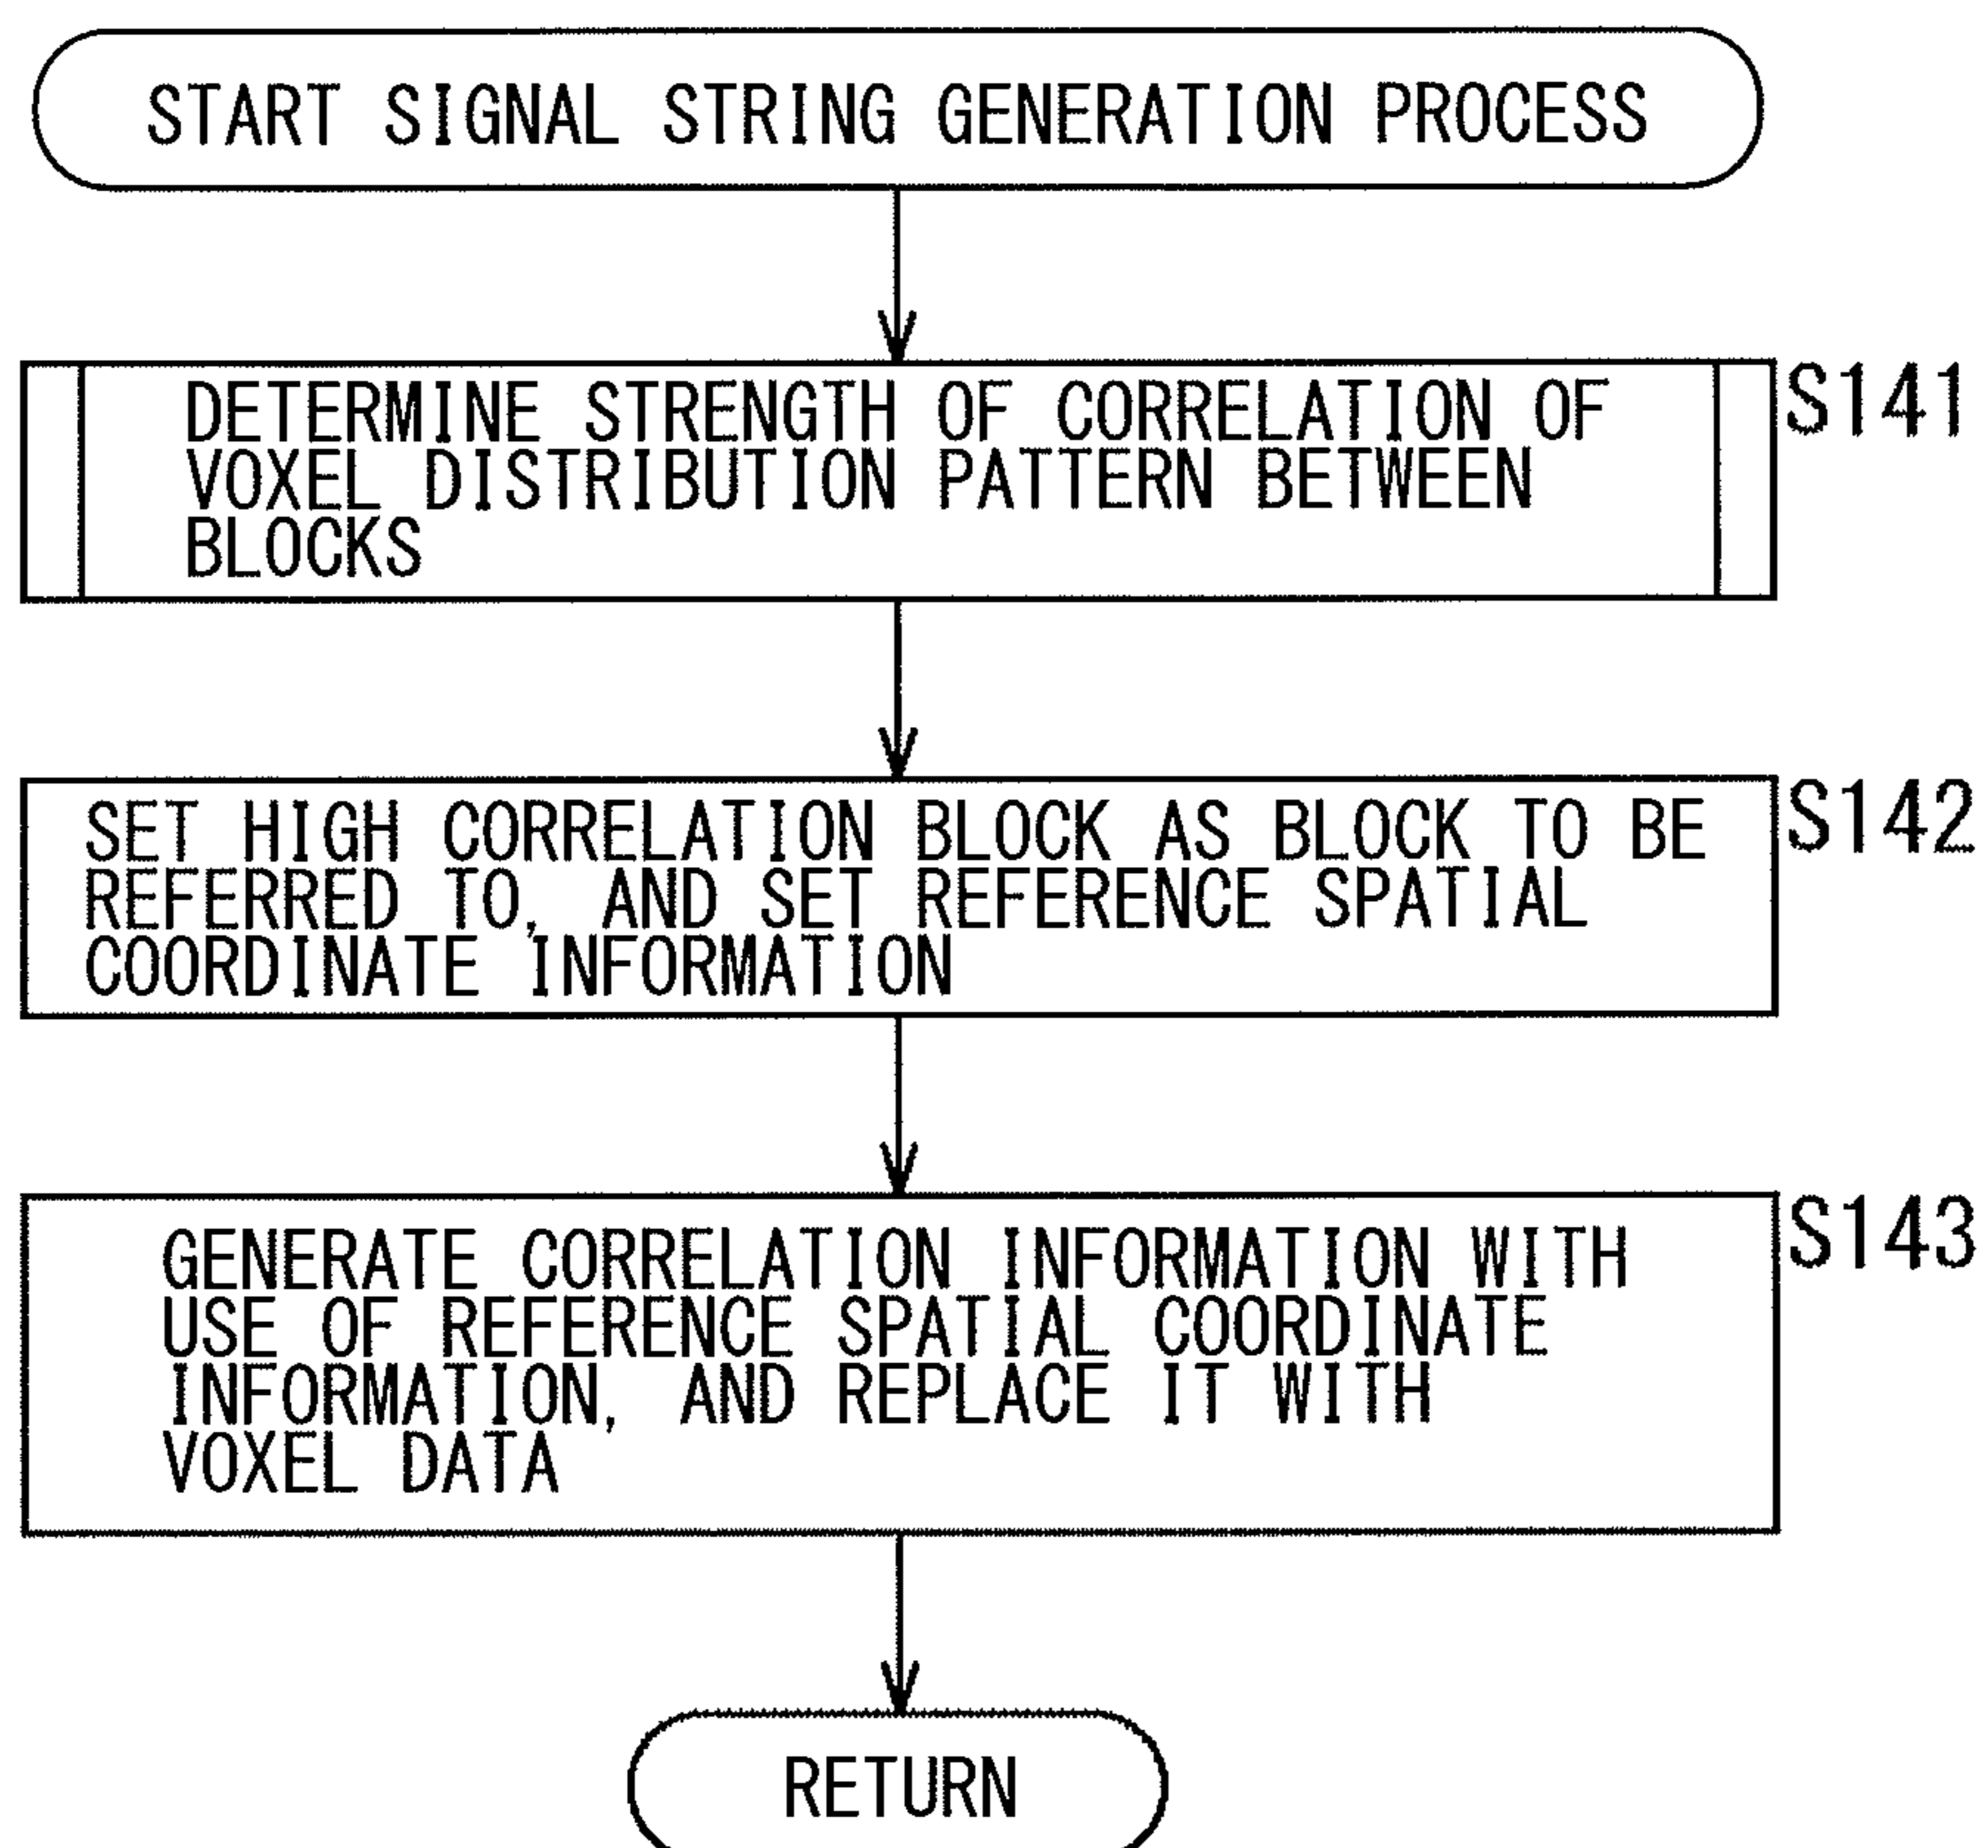 START SIGNAL STRING GENERATION PROCESS
DETERMINE STRENGTH OF CORRELATION OF
VOXEL DISTRIBUTION PATTERN BETWEEN
BLOCKS
S141
SET HIGH CORRELATION BLOCK AS BLOCK TO BE
REFERRED TO, AND SET REFERENCE SPATIAL
COORDINATE INFORMATION
S142
GENERATE CORRELATION INFORMATION WITH
USE OF REFERENCE SPATIAL COORDINATE
INFORMATION, AND REPLACE IT WITH
VOXEL DATA
S143
RETURN